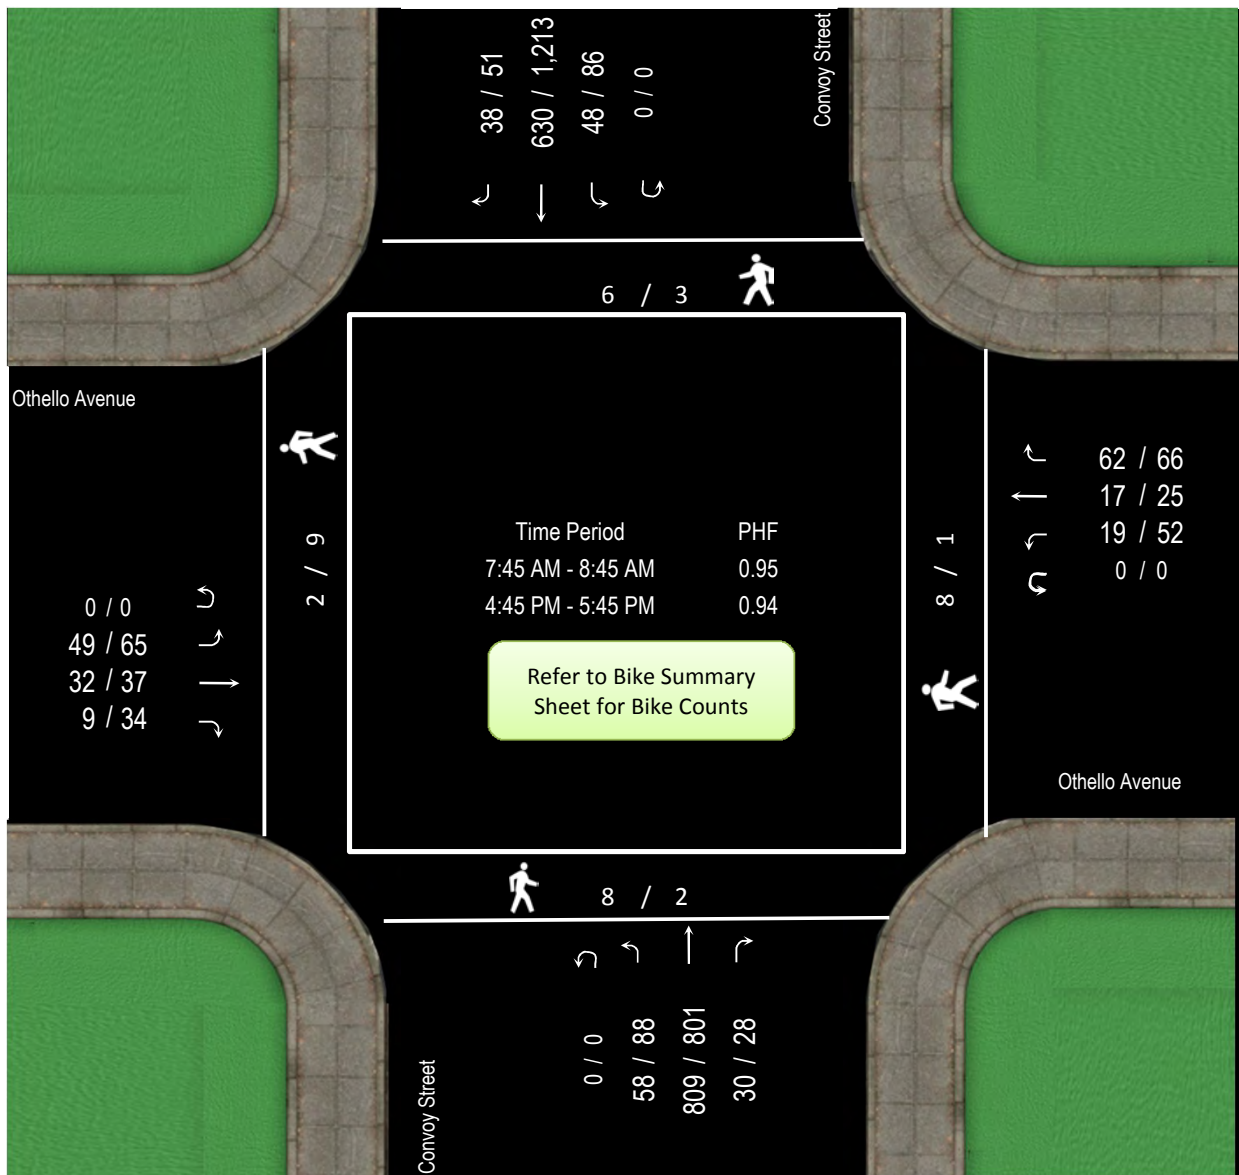 38 / 51
630 / 1,213
48 / 86
0 / 0
Convoy Street
6 / 3
Othello Avenue
2 / 9
0 / 0
49 / 65
32 / 37
9 / 34
Time Period PHF
7:45 AM - 8:45 AM 0.95
4:45 PM - 5:45 PM 0.94
Refer to Bike Summary
Sheet for Bike Counts
8 / 1
62 / 66
17 / 25
19 / 52
0 / 0
Othello Avenue
8 / 2
Convoy Street
0 / 0
58 / 88
809 / 801
30 / 28